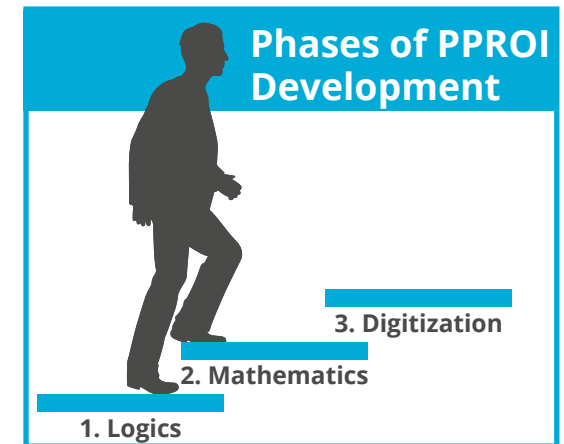 Phases of PPROI
Development
3. Digitization
2. Mathematics
1. Logics